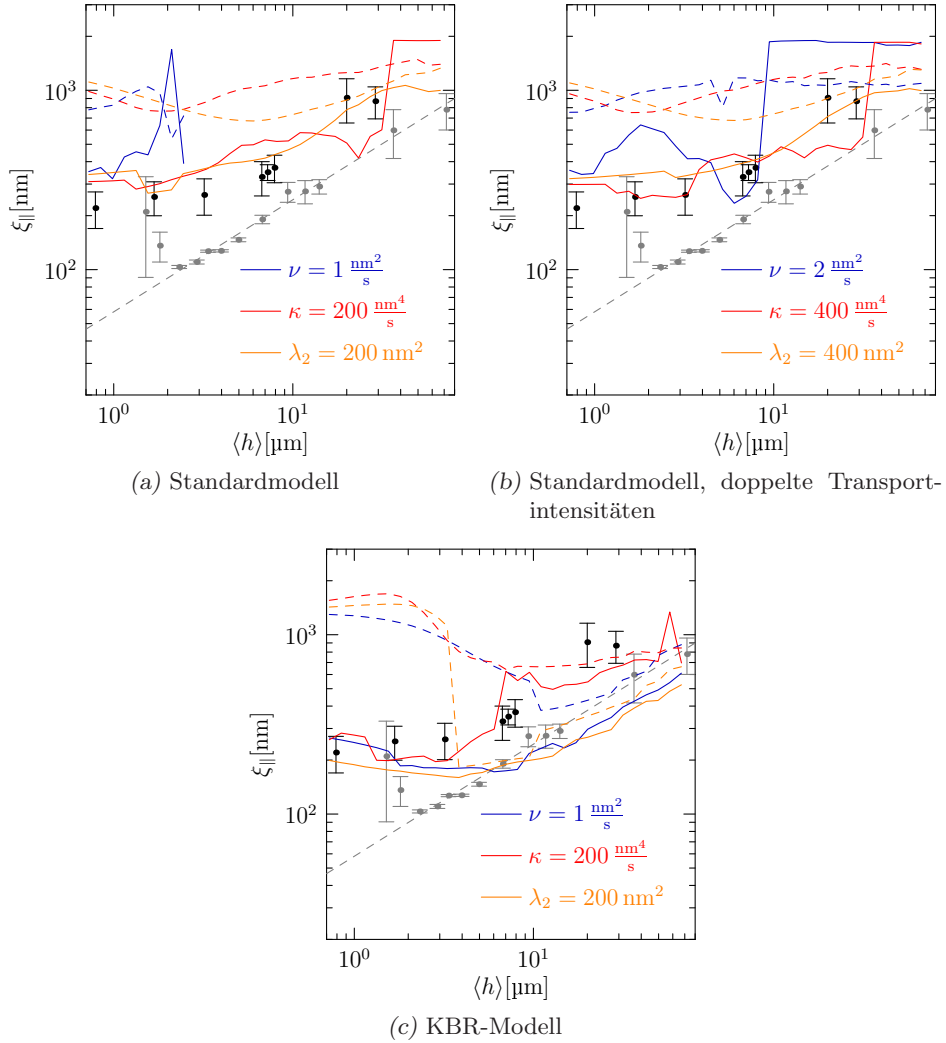 10³
10²
ξ∥[nm]
ν = 1 nm²/s
κ = 200 nm⁴/s
λ₂ = 200 nm²
10⁰
10¹
⟨h⟩[µm]
(a) Standardmodell
10³
10²
ξ∥[nm]
ν = 2 nm²/s
κ = 400 nm⁴/s
λ₂ = 400 nm²
10⁰
10¹
⟨h⟩[µm]
(b) Standardmodell, doppelte Transport-
intensitäten
10³
10²
ξ∥[nm]
ν = 1 nm²/s
κ = 200 nm⁴/s
λ₂ = 200 nm²
10⁰
10¹
⟨h⟩[µm]
(c) KBR-Modell